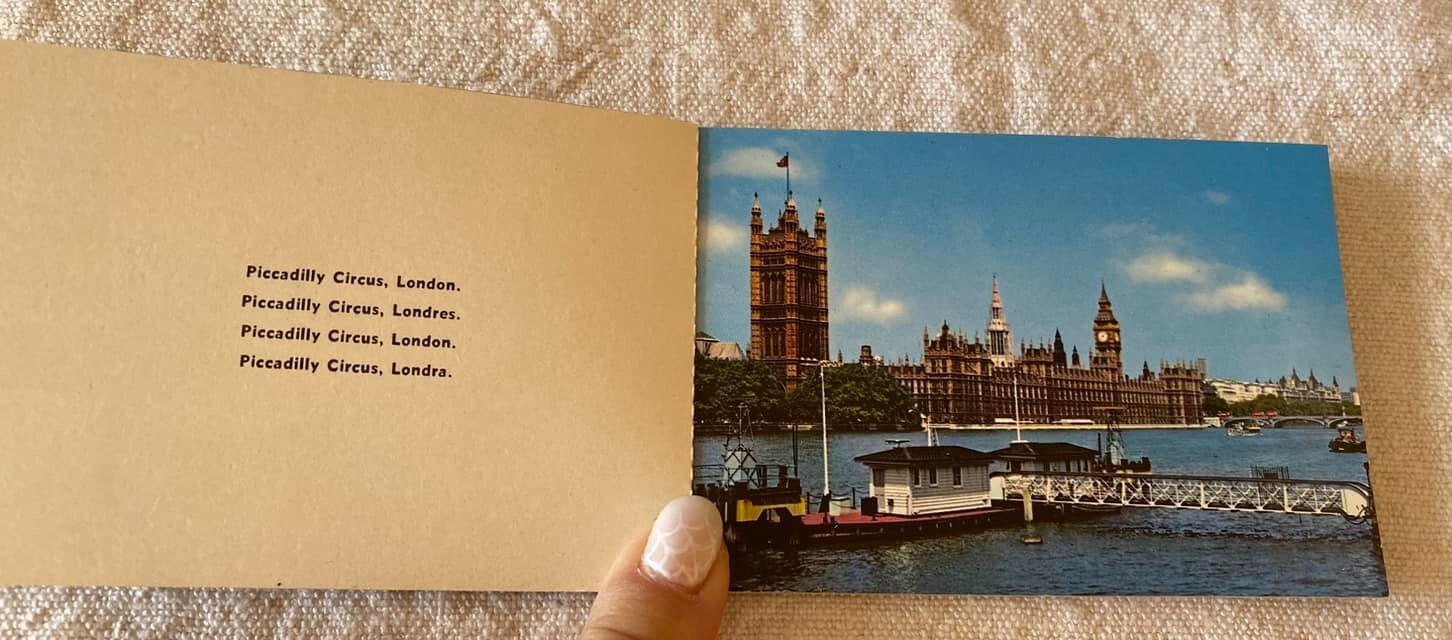 Piccadilly Circus, London.
Piccadilly Circus, Londres.
Piccadilly Circus, London.
Piccadilly Circus, Londra.